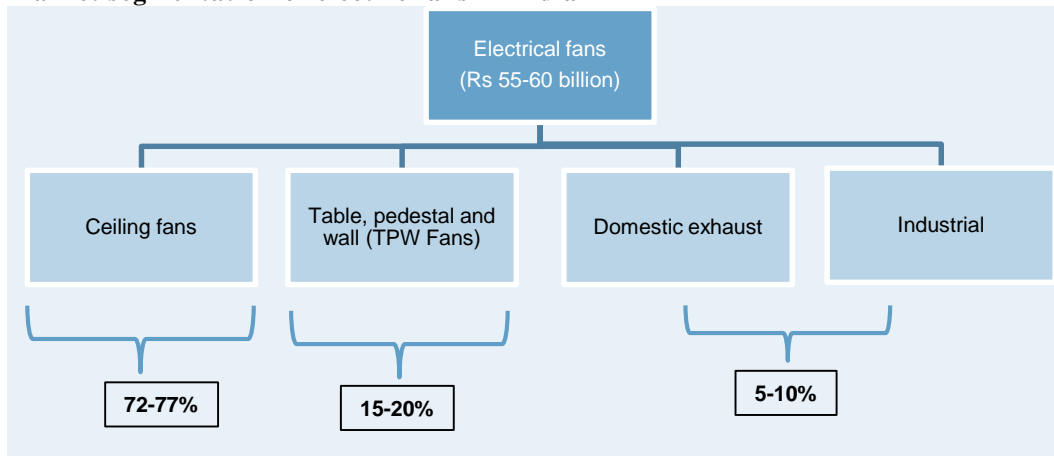 Electrical fans
(Rs 55-60 billion)
Ceiling fans
Table, pedestal and
wall (TPW Fans)
Domestic exhaust
Industrial
72-77%
15-20%
5-10%